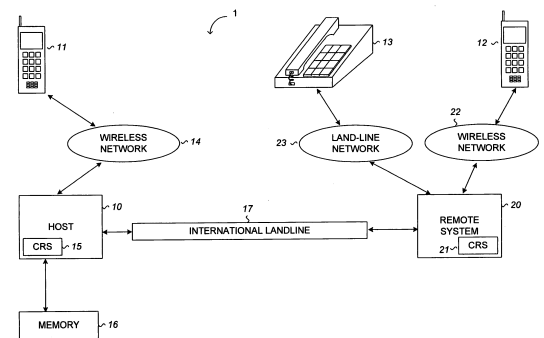 1
11
13
12
WIRELESS
NETWORK
14
23
LAND-LINE
NETWORK
22
WIRELESS
NETWORK
10
HOST
CRS
15
17
INTERNATIONAL LANDLINE
20
REMOTE
SYSTEM
21
CRS
MEMORY
16